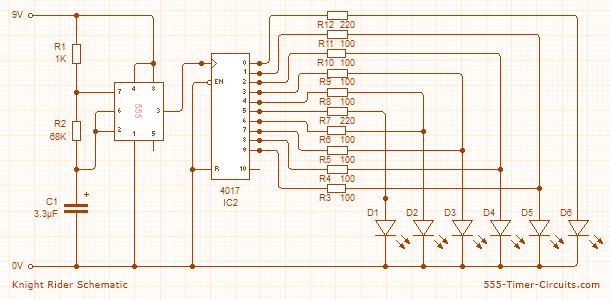 9V
R1
1K
R2
68K
C1
+
3.3µF
0V
7
6
2
4
8
3
1
5
555
EN
R
4017
IC2
0
1
2
3
4
5
6
7
8
9
10
R12 220
R11 100
R10 100
R9 100
R8 100
R7 220
R6 100
R5 100
R4 100
R3 100
D1
D2
D3
D4
D5
D6
Knight Rider Schematic
555-Timer-Circuits.com